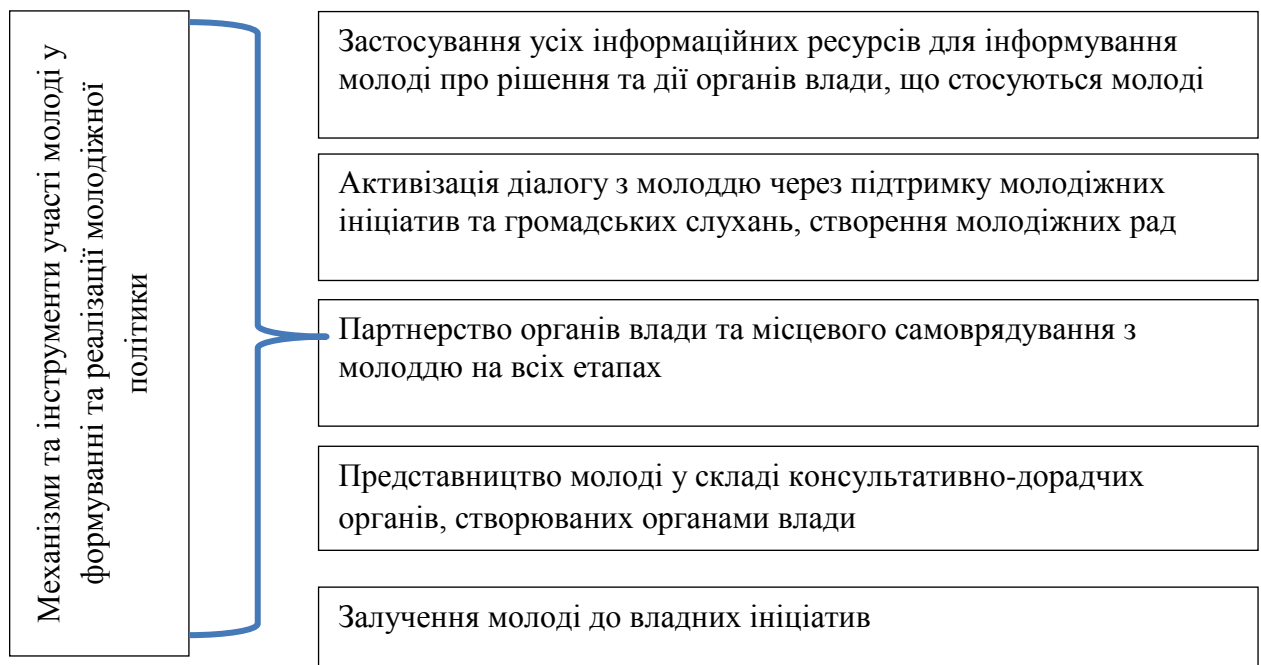 Механізми та інструменти участі молоді у
формуванні та реалізації молодіжної
політики
Застосування усіх інформаційних ресурсів для інформування
молоді про рішення та дії органів влади, що стосуються молоді
Активізація діалогу з молоддю через підтримку молодіжних
ініціатив та громадських слухань, створення молодіжних рад
Партнерство органів влади та місцевого самоврядування з
молоддю на всіх етапах
Представництво молоді у складі консультативно-дорадчих
органів, створюваних органами влади
Залучення молоді до владних ініціатив